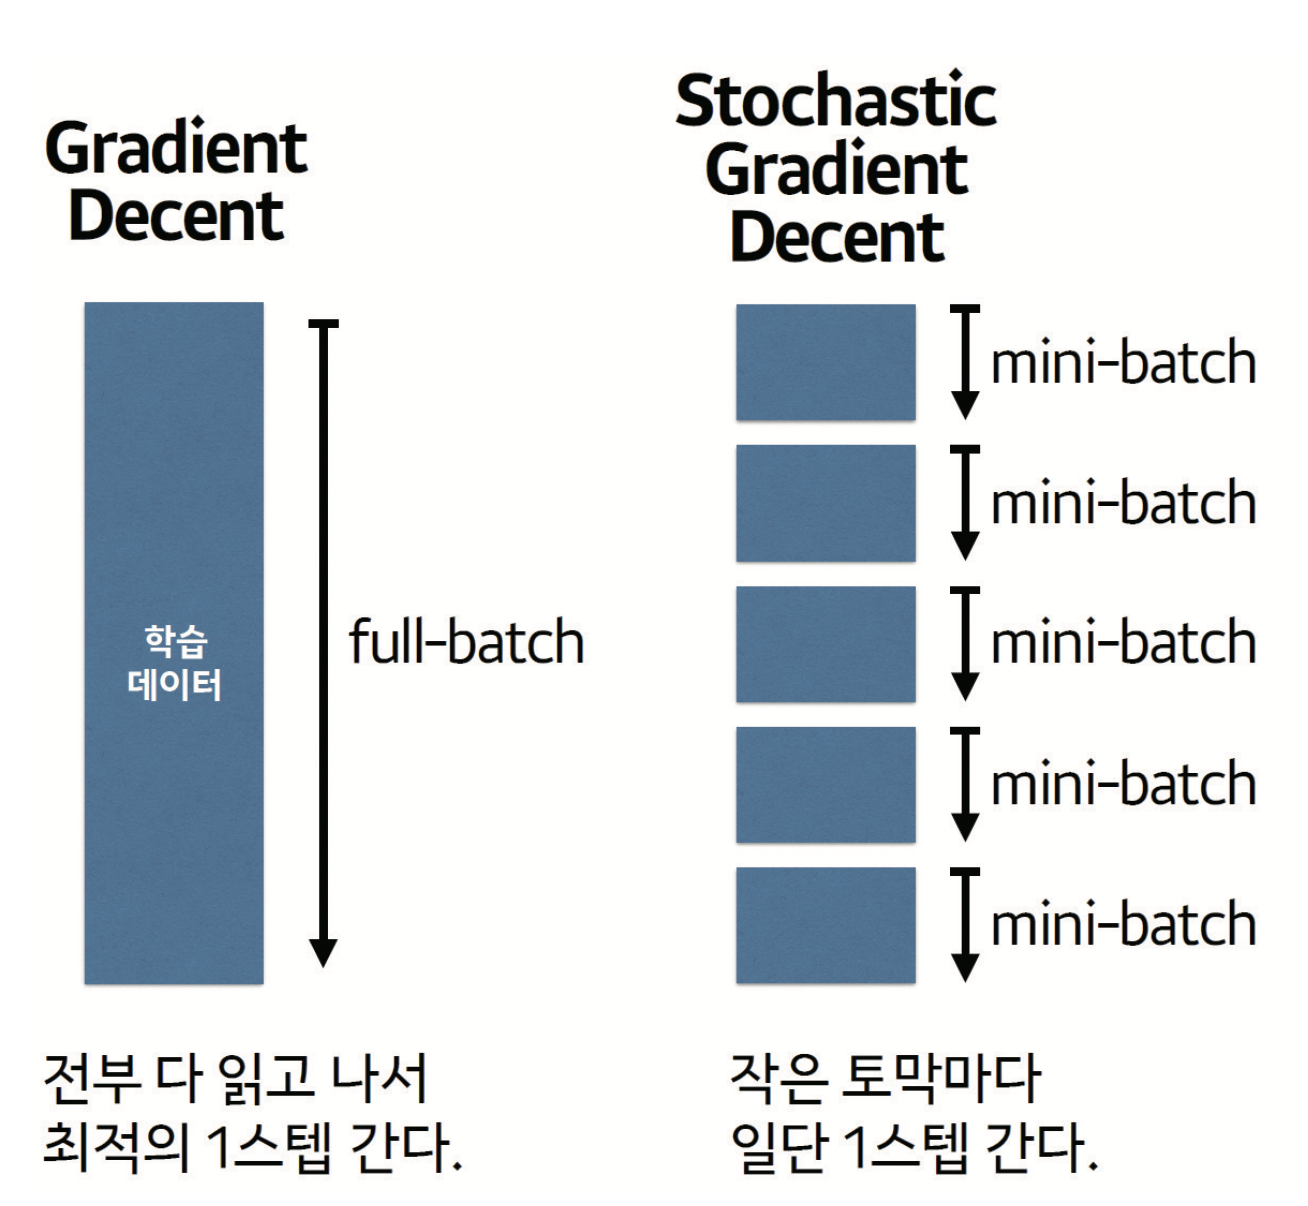 Gradient
Decent
학습
데이터
full-batch
전부 다 읽고 나서
최적의 1스텝 간다.
Stochastic
Gradient
Decent
mini-batch
mini-batch
mini-batch
mini-batch
mini-batch
작은 토막마다
일단 1스텝 간다.